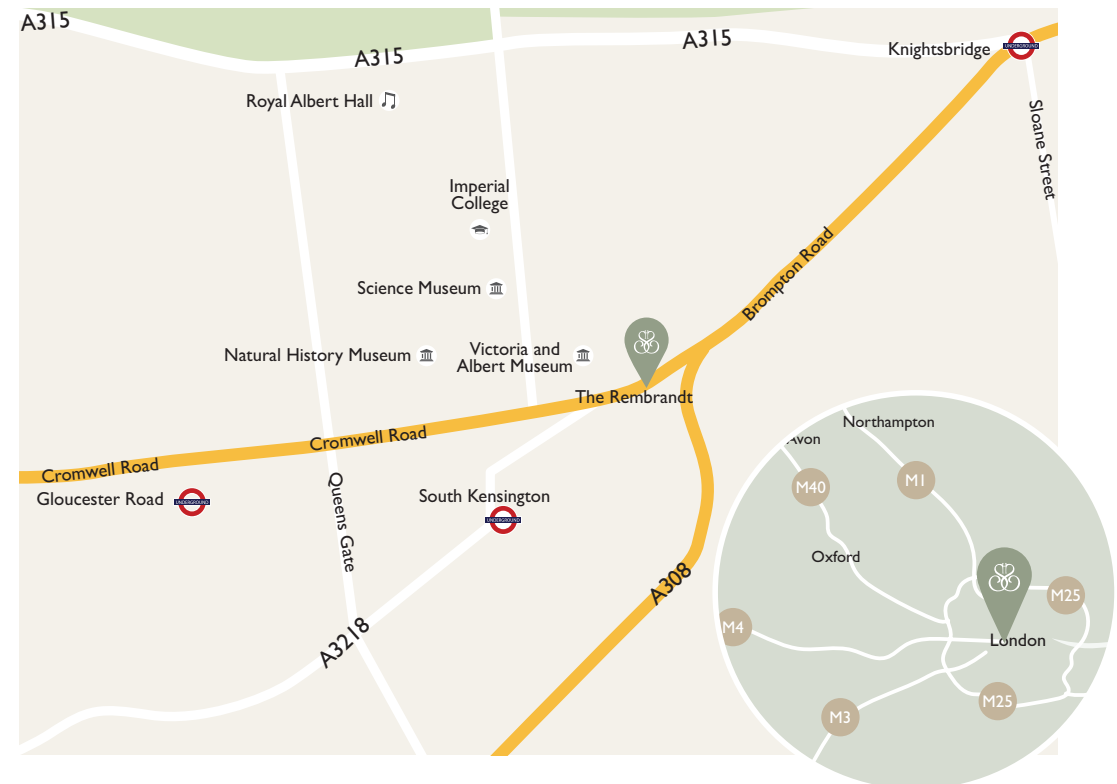 A315
A315
A315
Knightsbridge
UNDERGROUND
Royal Albert Hall
Sloane Street
Imperial
College
Brompton Road
Science Museum
Natural History Museum
Victoria and
Albert Museum
The Rembrandt
Cromwell Road
Cromwell Road
Gloucester Road
UNDERGROUND
Queens Gate
South Kensington
UNDERGROUND
A308
A3218
Northampton
Avon
M40
M1
Oxford
M25
M4
London
M25
M3